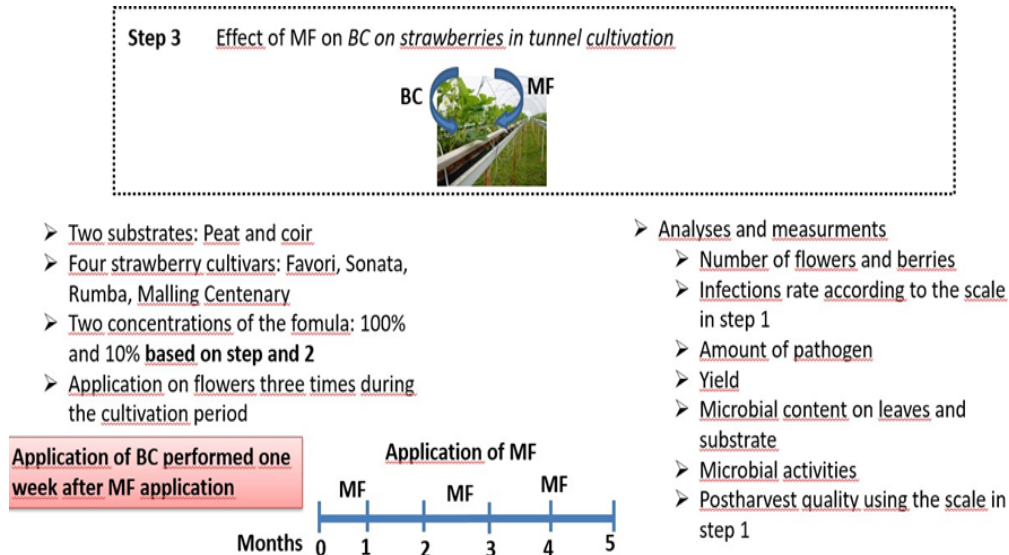 Step 3 Effect of MF on BC on strawberries in tunnel cultivation
BC
MF
Two substrates: Peat and coir
Four strawberry cultivars: Favori, Sonata,
Rumba, Malling Centenary
Two concentrations of the fomula: 100%
and 10% based on step and 2
Application on flowers three times during
the cultivation period
Application of BC performed one
week after MF application
Application of MF
MF MF MF
Months 0 1 2 3 4 5
Analyses and measurments
Number of flowers and berries
Infections rate according to the scale
in step 1
Amount of pathogen
Yield
Microbial content on leaves and
substrate
Microbial activities
Postharvest quality using the scale in
step 1